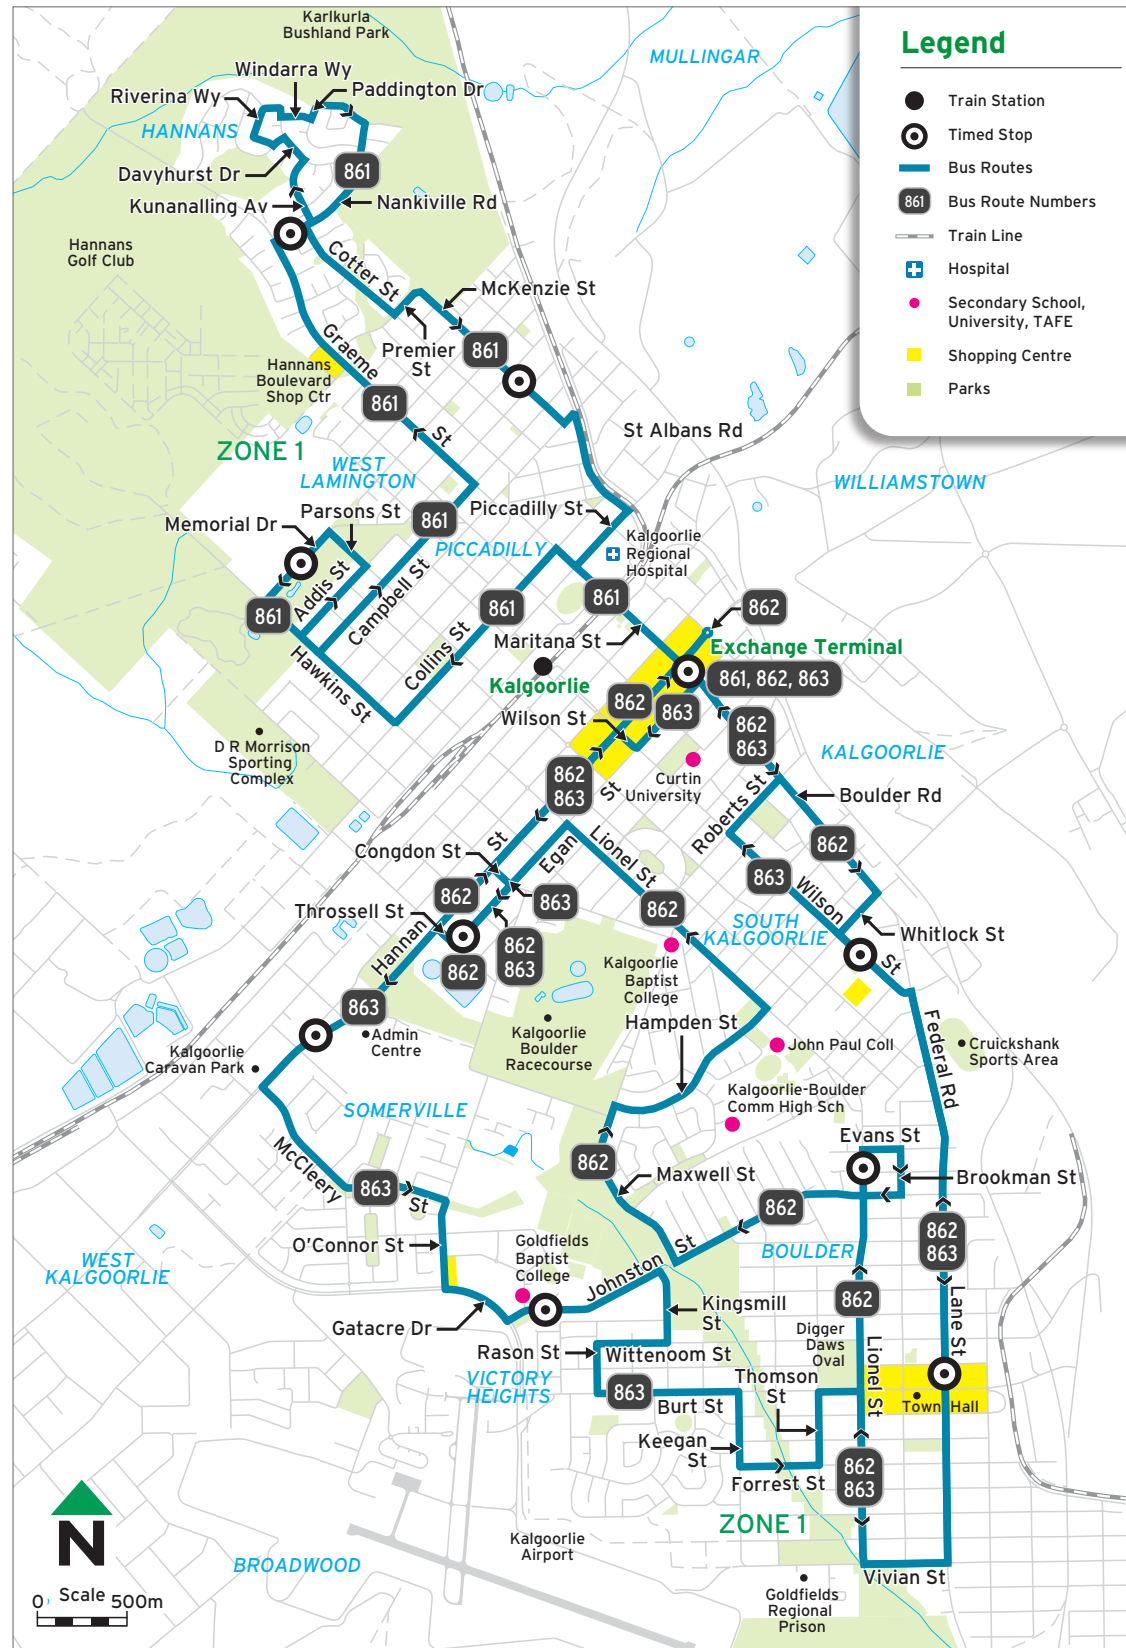 Karlkurla
Bushland Park
MULLINGAR
Legend
Train Station
Timed Stop
Bus Routes
861
Bus Route Numbers
Train Line
Hospital
Secondary School,
University, TAFE
Shopping Centre
Parks
Windarra Wy
Riverina Wy
Paddington Dr
HANNANS
Davyhurst Dr
861
Kunanalling Av
Nankiville Rd
Hannans
Golf Club
Cotter St
McKenzie St
Graeme
St
Premier
St
861
Hannans
Boulevard
Shop Ctr
861
St Albans Rd
ZONE 1
WEST
LAMINGTON
WILLIAMSTOWN
Memorial Dr
Parsons St
861
Piccadilly St
PICCADILLY
Kalgoorlie
Regional
Hospital
Addis St
Campbell St
861
861
861
862
Collins St
Maritana St
Exchange Terminal
861, 862, 863
Hawkins St
Kalgoorlie
862
863
Wilson St
862
863
D R Morrison
Sporting
Complex
KALGOORLIE
Curtin
University
862
863
St
Roberts St
Boulder Rd
862
Congdon St
St
Egan
Lionel St
863
Wilson
St
862
863
862
Throssell St
SOUTH
KALGOORLIE
Whitlock St
Hannan
862
862
863
Kalgoorlie
Baptist
College
863
Hampden St
Federal Rd
Admin
Centre
Kalgoorlie
Boulder
Racecourse
John Paul Coll
Cruickshank
Sports Area
Kalgoorlie
Caravan Park
Kalgoorlie-Boulder
Comm High Sch
SOMERVILLE
Evans St
McCleery
St
862
Maxwell St
Brookman St
863
862
862
863
O'Connor St
Goldfields
Baptist
College
BOULDER
WEST
KALGOORLIE
Johnston
St
862
Kingsmill
St
Lane St
Gatacre Dr
Digger
Daws
Oval
Rason St
Wittenoom St
Lionel St
VICTORY
HEIGHTS
Thomson
St
863
Burt St
Town Hall
Keegan
St
862
863
Forrest St
ZONE 1
N
Kalgoorlie
Airport
BROADWOOD
Vivian St
Scale
0
500m
Goldfields
Regional
Prison